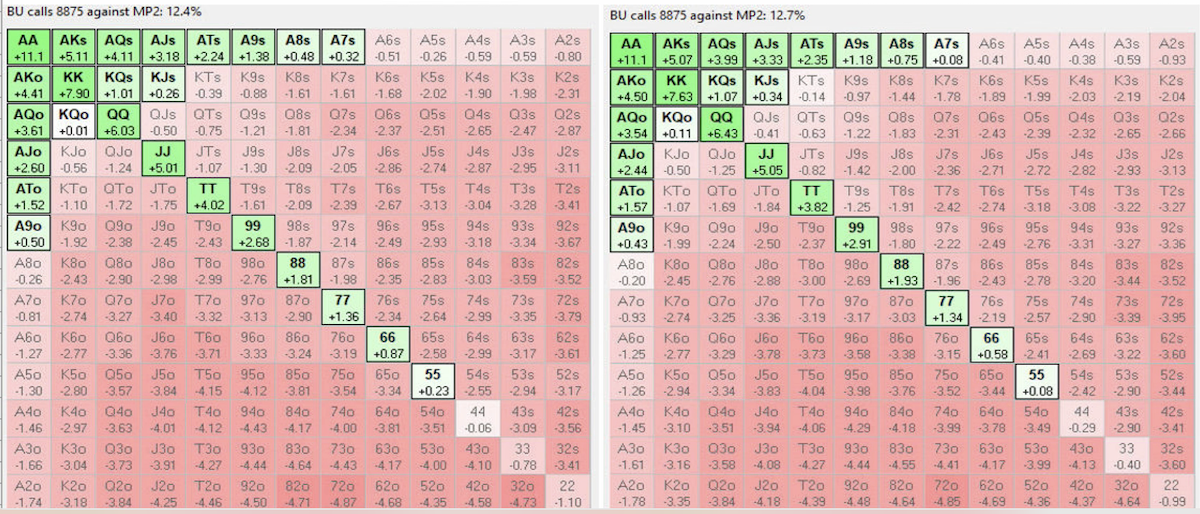 BU calls 8875 against MP2: 12.4%
AA AKs AQs AJs ATs A9s A8s A7s A6s A5s A4s A3s A2s
+11.1 +5.11 +4.11 +3.18 +2.24 +1.38 +0.48 +0.32 -0.51 -0.26 -0.59 -0.59 -0.81
AKo KK KQs KJs KTs K9s K8s K7s K6s K5s K4s K3s K2s
+4.41 +7.90 +1.01 +0.26 -0.39 -0.88 -1.61 -1.61 -1.68 -2.02 -1.90 -1.98 -2.31
AQo KQo QQ QJs QTs Q9s Q8s Q7s Q6s Q5s Q4s Q3s Q2s
+3.61 +0.01 +6.03 -0.50 -0.75 -1.21 -1.81 -2.34 -2.37 -2.51 -2.65 -2.47 -2.87
AJo KJo QJo JJ JTs J9s J8s J7s J6s J5s J4s J3s J2s
+2.60 -0.56 -1.24 +5.01 -1.07 -1.30 -2.09 -2.05 -2.86 -2.74 -2.87 -2.95 -3.11
ATo KTo QTo JTo TT T9s T8s T7s T6s T5s T4s T3s T2s
+1.52 -1.10 -1.72 -1.75 +4.02 -1.61 -2.09 -2.39 -2.67 -3.13 -3.04 -3.28 -3.41
A9o K9o Q9o J9o T9o 99 98s 97s 96s 95s 94s 93s 92s
+0.50 -1.92 -2.38 -2.45 -2.43 +2.68 -1.87 -2.14 -2.49 -2.93 -3.18 -3.34 -3.67
A8o K8o Q8o J8o T8o 98o 88 87s 86s 85s 84s 83s 82s
-0.26 -2.43 -2.90 -2.98 -2.99 -2.76 +1.81 -1.98 -2.35 -2.83 -3.03 -3.59 -3.52
A7o K7o Q7o J7o T7o 97o 87o 77 76s 75s 74s 73s 72s
-0.81 -2.74 -3.27 -3.40 -3.32 -3.13 -2.90 +1.36 -2.34 -2.64 -2.99 -3.35 -3.79
A6o K6o Q6o J6o T6o 96o 86o 76o 66 65s 64s 63s 62s
-1.27 -2.77 -3.36 -3.76 -3.71 -3.33 -3.24 -3.19 +0.87 -2.58 -2.99 -3.17 -3.61
A5o K5o Q5o J5o T5o 95o 85o 75o 65o 55 54s 53s 52s
-1.30 -2.80 -3.57 -3.84 -4.15 -4.12 -3.81 -3.54 -3.34 +0.23 -2.55 -2.94 -3.17
A4o K4o Q4o J4o T4o 94o 84o 74o 64o 54o 44 43s 42s
-1.46 -2.97 -3.63 -4.01 -4.12 -4.43 -4.17 -4.00 -3.81 -3.51 -0.06 -3.09 -3.56
A3o K3o Q3o J3o T3o 93o 83o 73o 63o 53o 43o 33 32s
-1.66 -3.04 -3.73 -3.91 -4.27 -4.44 -4.64 -4.43 -4.17 -4.00 -4.10 -0.78 -3.41
A2o K2o Q2o J2o T2o 92o 82o 72o 62o 52o 42o 32o 22
-1.74 -3.18 -3.84 -4.25 -4.46 -4.50 -4.71 -4.87 -4.68 -4.35 -4.58 -4.73 -1.10
BU calls 8875 against MP2: 12.7%
AA AKs AQs AJs ATs A9s A8s A7s A6s A5s A4s A3s A2s
+11.1 +5.07 +3.99 +3.33 +2.35 +1.18 +0.75 +0.08 -0.41 -0.40 -0.38 -0.59 -0.93
AKo KK KQs KJs KTs K9s K8s K7s K6s K5s K4s K3s K2s
+4.50 +7.63 +1.07 +0.34 -0.14 -0.97 -1.44 -1.78 -1.89 -1.99 -2.03 -2.19 -2.04
AQo KQo QQ QJs QTs Q9s Q8s Q7s Q6s Q5s Q4s Q3s Q2s
+3.54 +0.11 +6.43 -0.41 -0.63 -1.22 -1.83 -2.31 -2.43 -2.39 -2.32 -2.65 -2.66
AJo KJo QJo JJ JTs J9s J8s J7s J6s J5s J4s J3s J2s
+2.44 -0.50 -1.25 +5.05 -0.82 -1.42 -2.00 -2.36 -2.71 -2.72 -2.82 -2.93 -3.13
ATo KTo QTo JTo TT T9s T8s T7s T6s T5s T4s T3s T2s
+1.57 -1.07 -1.69 -1.84 +3.82 -1.25 -1.91 -2.42 -2.74 -3.18 -3.08 -3.22 -3.27
A9o K9o Q9o J9o T9o 99 98s 97s 96s 95s 94s 93s 92s
+0.43 -1.99 -2.24 -2.50 -2.37 +2.91 -1.80 -2.22 -2.49 -2.76 -3.31 -3.27 -3.36
A8o K8o Q8o J8o T8o 98o 88 87s 86s 85s 84s 83s 82s
-0.20 -2.45 -2.76 -2.88 -3.00 -2.69 +1.93 -1.96 -2.43 -2.78 -3.15 -3.44 -3.52
A7o K7o Q7o J7o T7o 97o 87o 77 76s 75s 74s 73s 72s
-0.93 -2.74 -3.25 -3.36 -3.19 -3.17 -3.03 +1.34 -2.19 -2.57 -2.90 -3.39 -3.95
A6o K6o Q6o J6o T6o 96o 86o 76o 66 65s 64s 63s 62s
-1.25 -2.77 -3.29 -3.78 -3.73 -3.58 -3.38 -3.15 +0.58 -2.41 -2.69 -3.22 -3.60
A5o K5o Q5o J5o T5o 95o 85o 75o 65o 55 54s 53s 52s
-1.26 -2.94 -3.34 -3.83 -4.04 -3.98 -3.76 -3.52 -3.44 +0.08 -2.42 -2.90 -3.44
A4o K4o Q4o J4o T4o 94o 84o 74o 64o 54o 44 43s 42s
-1.45 -3.10 -3.51 -3.94 -4.06 -4.29 -4.18 -3.99 -3.78 -3.49 -0.29 -2.90 -3.41
A3o K3o Q3o J3o T3o 93o 83o 73o 63o 53o 43o 33 32s
-1.61 -3.16 -3.58 -4.08 -4.27 -4.44 -4.55 -4.41 -4.17 -3.99 -4.13 -0.40 -3.60
A2o K2o Q2o J2o T2o 92o 82o 72o 62o 52o 42o 32o 22
-1.78 -3.35 -3.84 -4.18 -4.39 -4.48 -4.64 -4.85 -4.69 -4.36 -4.37 -4.64 -0.99